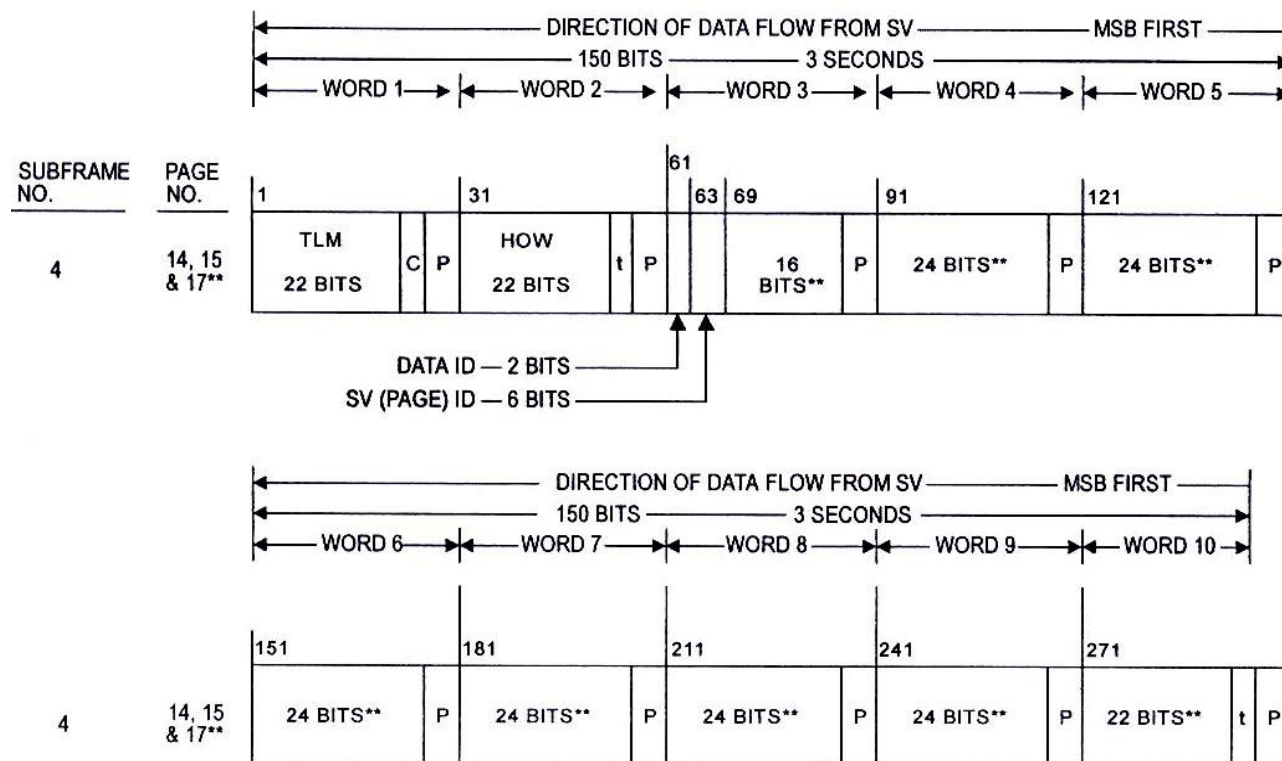 DIRECTION OF DATA FLOW FROM SV MSB FIRST
150 BITS 3 SECONDS
WORD 1 WORD 2 WORD 3 WORD 4 WORD 5
SUBFRAME NO. PAGE NO. 1 31 61 63 69 91 121
4 14, 15 & 17** TLM 22 BITS C P HOW 22 BITS t P 16 BITS** P 24 BITS** P 24 BITS** P
DATA ID — 2 BITS
SV (PAGE) ID — 6 BITS
DIRECTION OF DATA FLOW FROM SV MSB FIRST
150 BITS 3 SECONDS
WORD 6 WORD 7 WORD 8 WORD 9 WORD 10
151 181 211 241 271
4 14, 15 & 17** 24 BITS** P 24 BITS** P 24 BITS** P 24 BITS** P 22 BITS** t P